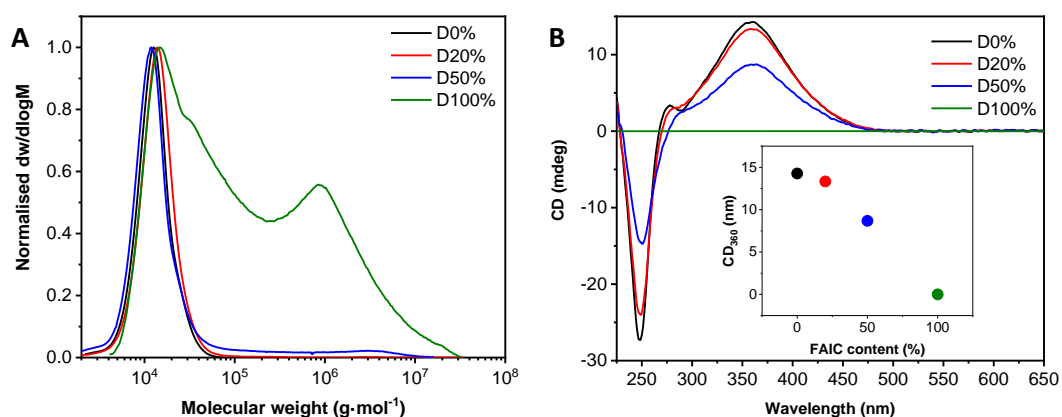 A
D0%
D20%
D50%
D100%
Normalised dw/dlogM
1.0
0.8
0.6
0.4
0.2
0.0
10⁴
10⁵
10⁶
10⁷
10⁸
Molecular weight (g·mol⁻¹)
B
D0%
D20%
D50%
D100%
CD (mdeg)
10
0
-10
-20
-30
250
300
350
400
450
500
550
600
650
Wavelength (nm)
CD₃₆₀ (nm)
15
10
5
0
0
50
100
FAIC content (%)